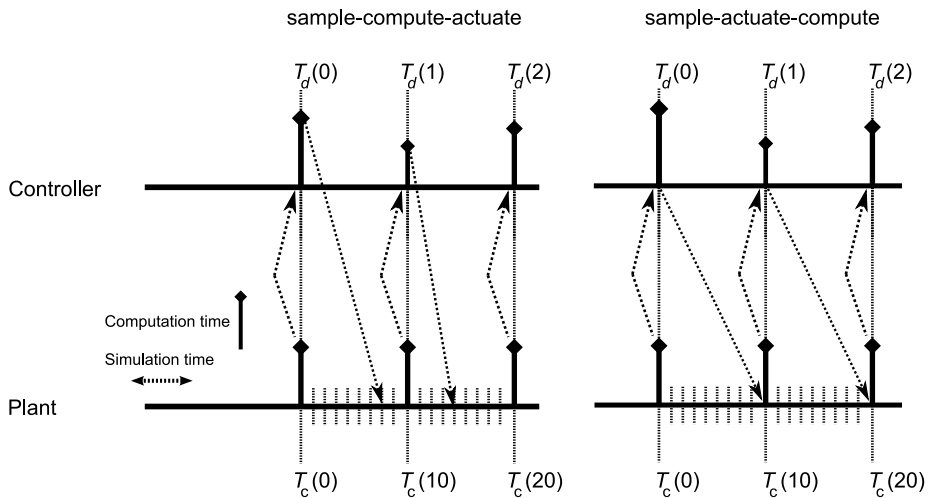 sample-compute-actuate sample-actuate-compute
T_d(0) T_d(1) T_d(2) T_d(0) T_d(1) T_d(2)
Controller
Computation time
Simulation time
Plant
T_c(0) T_c(10) T_c(20) T_c(0) T_c(10) T_c(20)